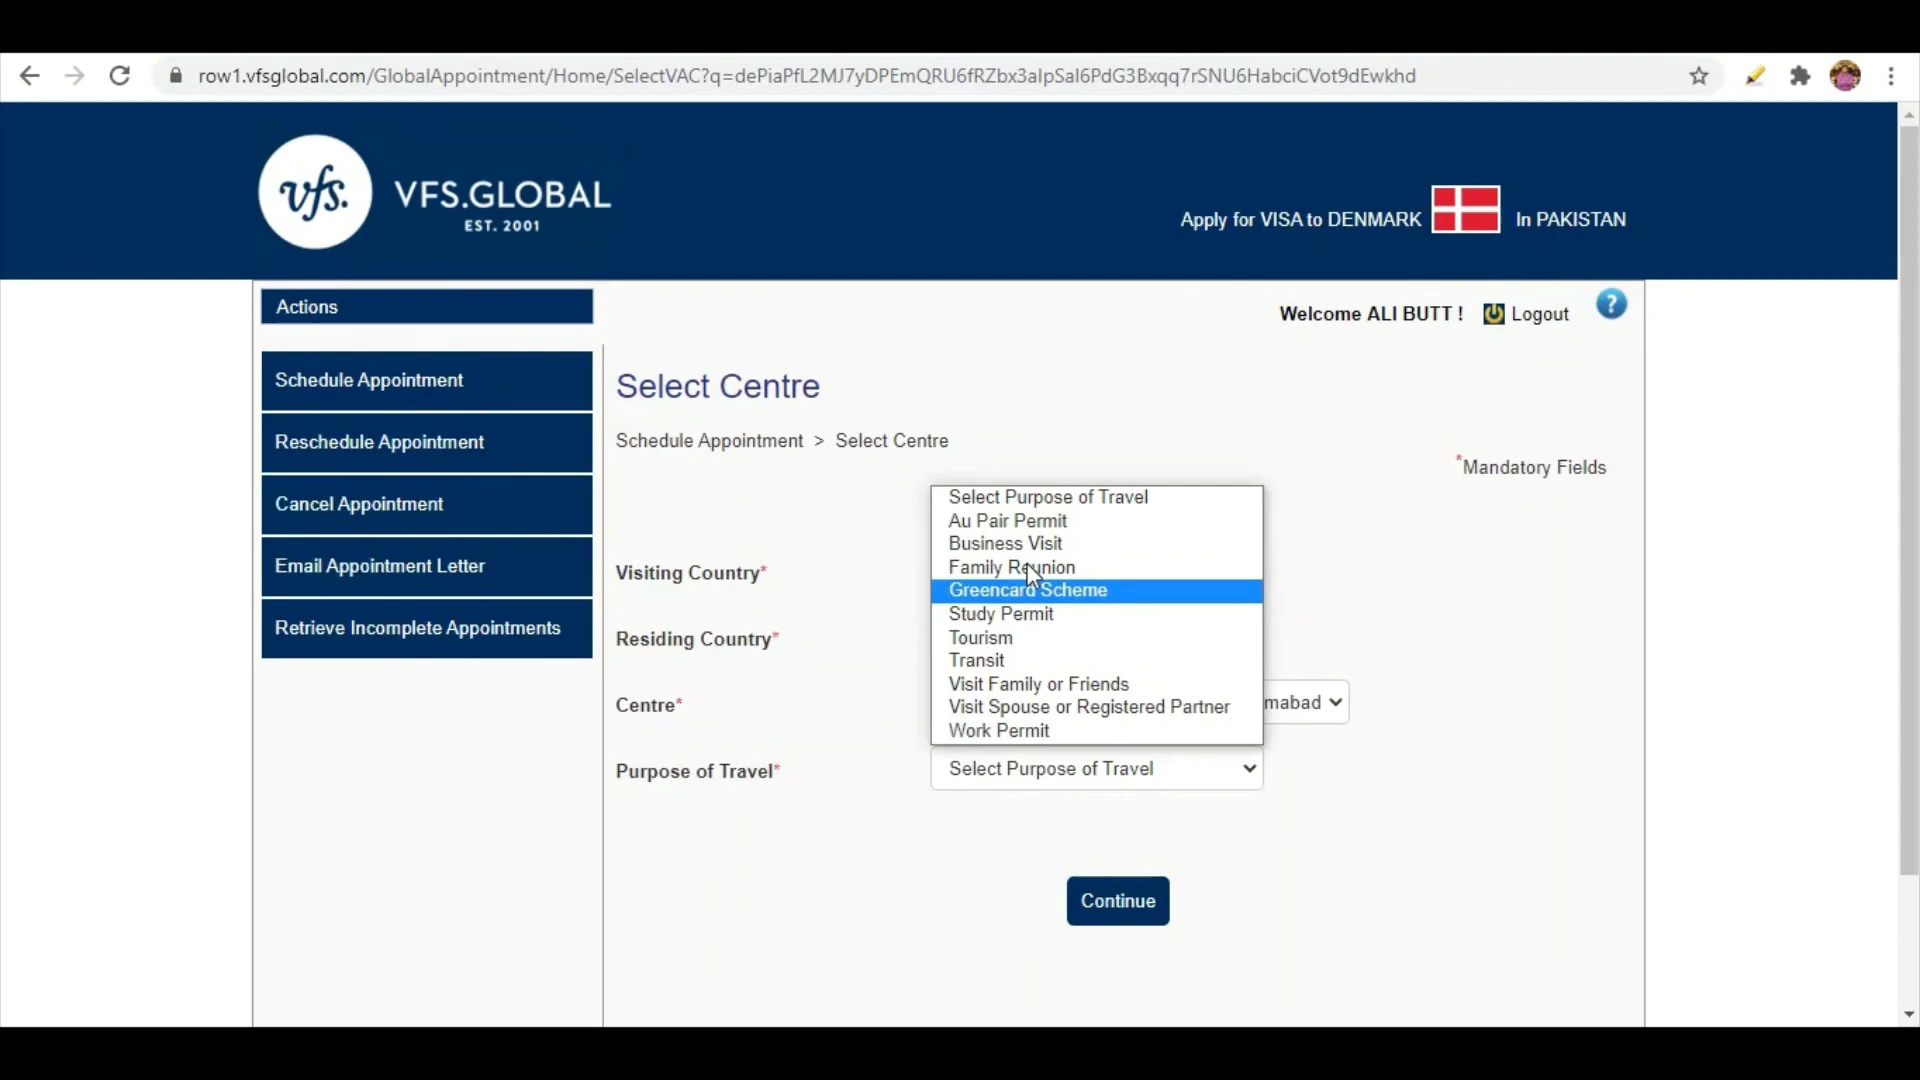 row1.vfsglobal.com/GlobalAppointment/Home/SelectVAC?q=dePiaPfL2MJ7yDPEmQRU6fRZbx3aIpSal6PdG3Bxqq7rSNU6HabciCVot9dEwkhd
vfs.
VFS.GLOBAL
EST. 2001
Apply for VISA to DENMARK In PAKISTAN
Actions
Welcome ALI BUTT ! Logout ?
Schedule Appointment
Reschedule Appointment
Cancel Appointment
Email Appointment Letter
Retrieve Incomplete Appointments
Select Centre
Schedule Appointment > Select Centre
*Mandatory Fields
Select Purpose of Travel
Au Pair Permit
Business Visit
Family Reunion
Greencard Scheme
Study Permit
Tourism
Transit
Visit Family or Friends
Visit Spouse or Registered Partner
Work Permit
Visiting Country*
Residing Country*
Centre* mabad
Purpose of Travel* Select Purpose of Travel
Continue